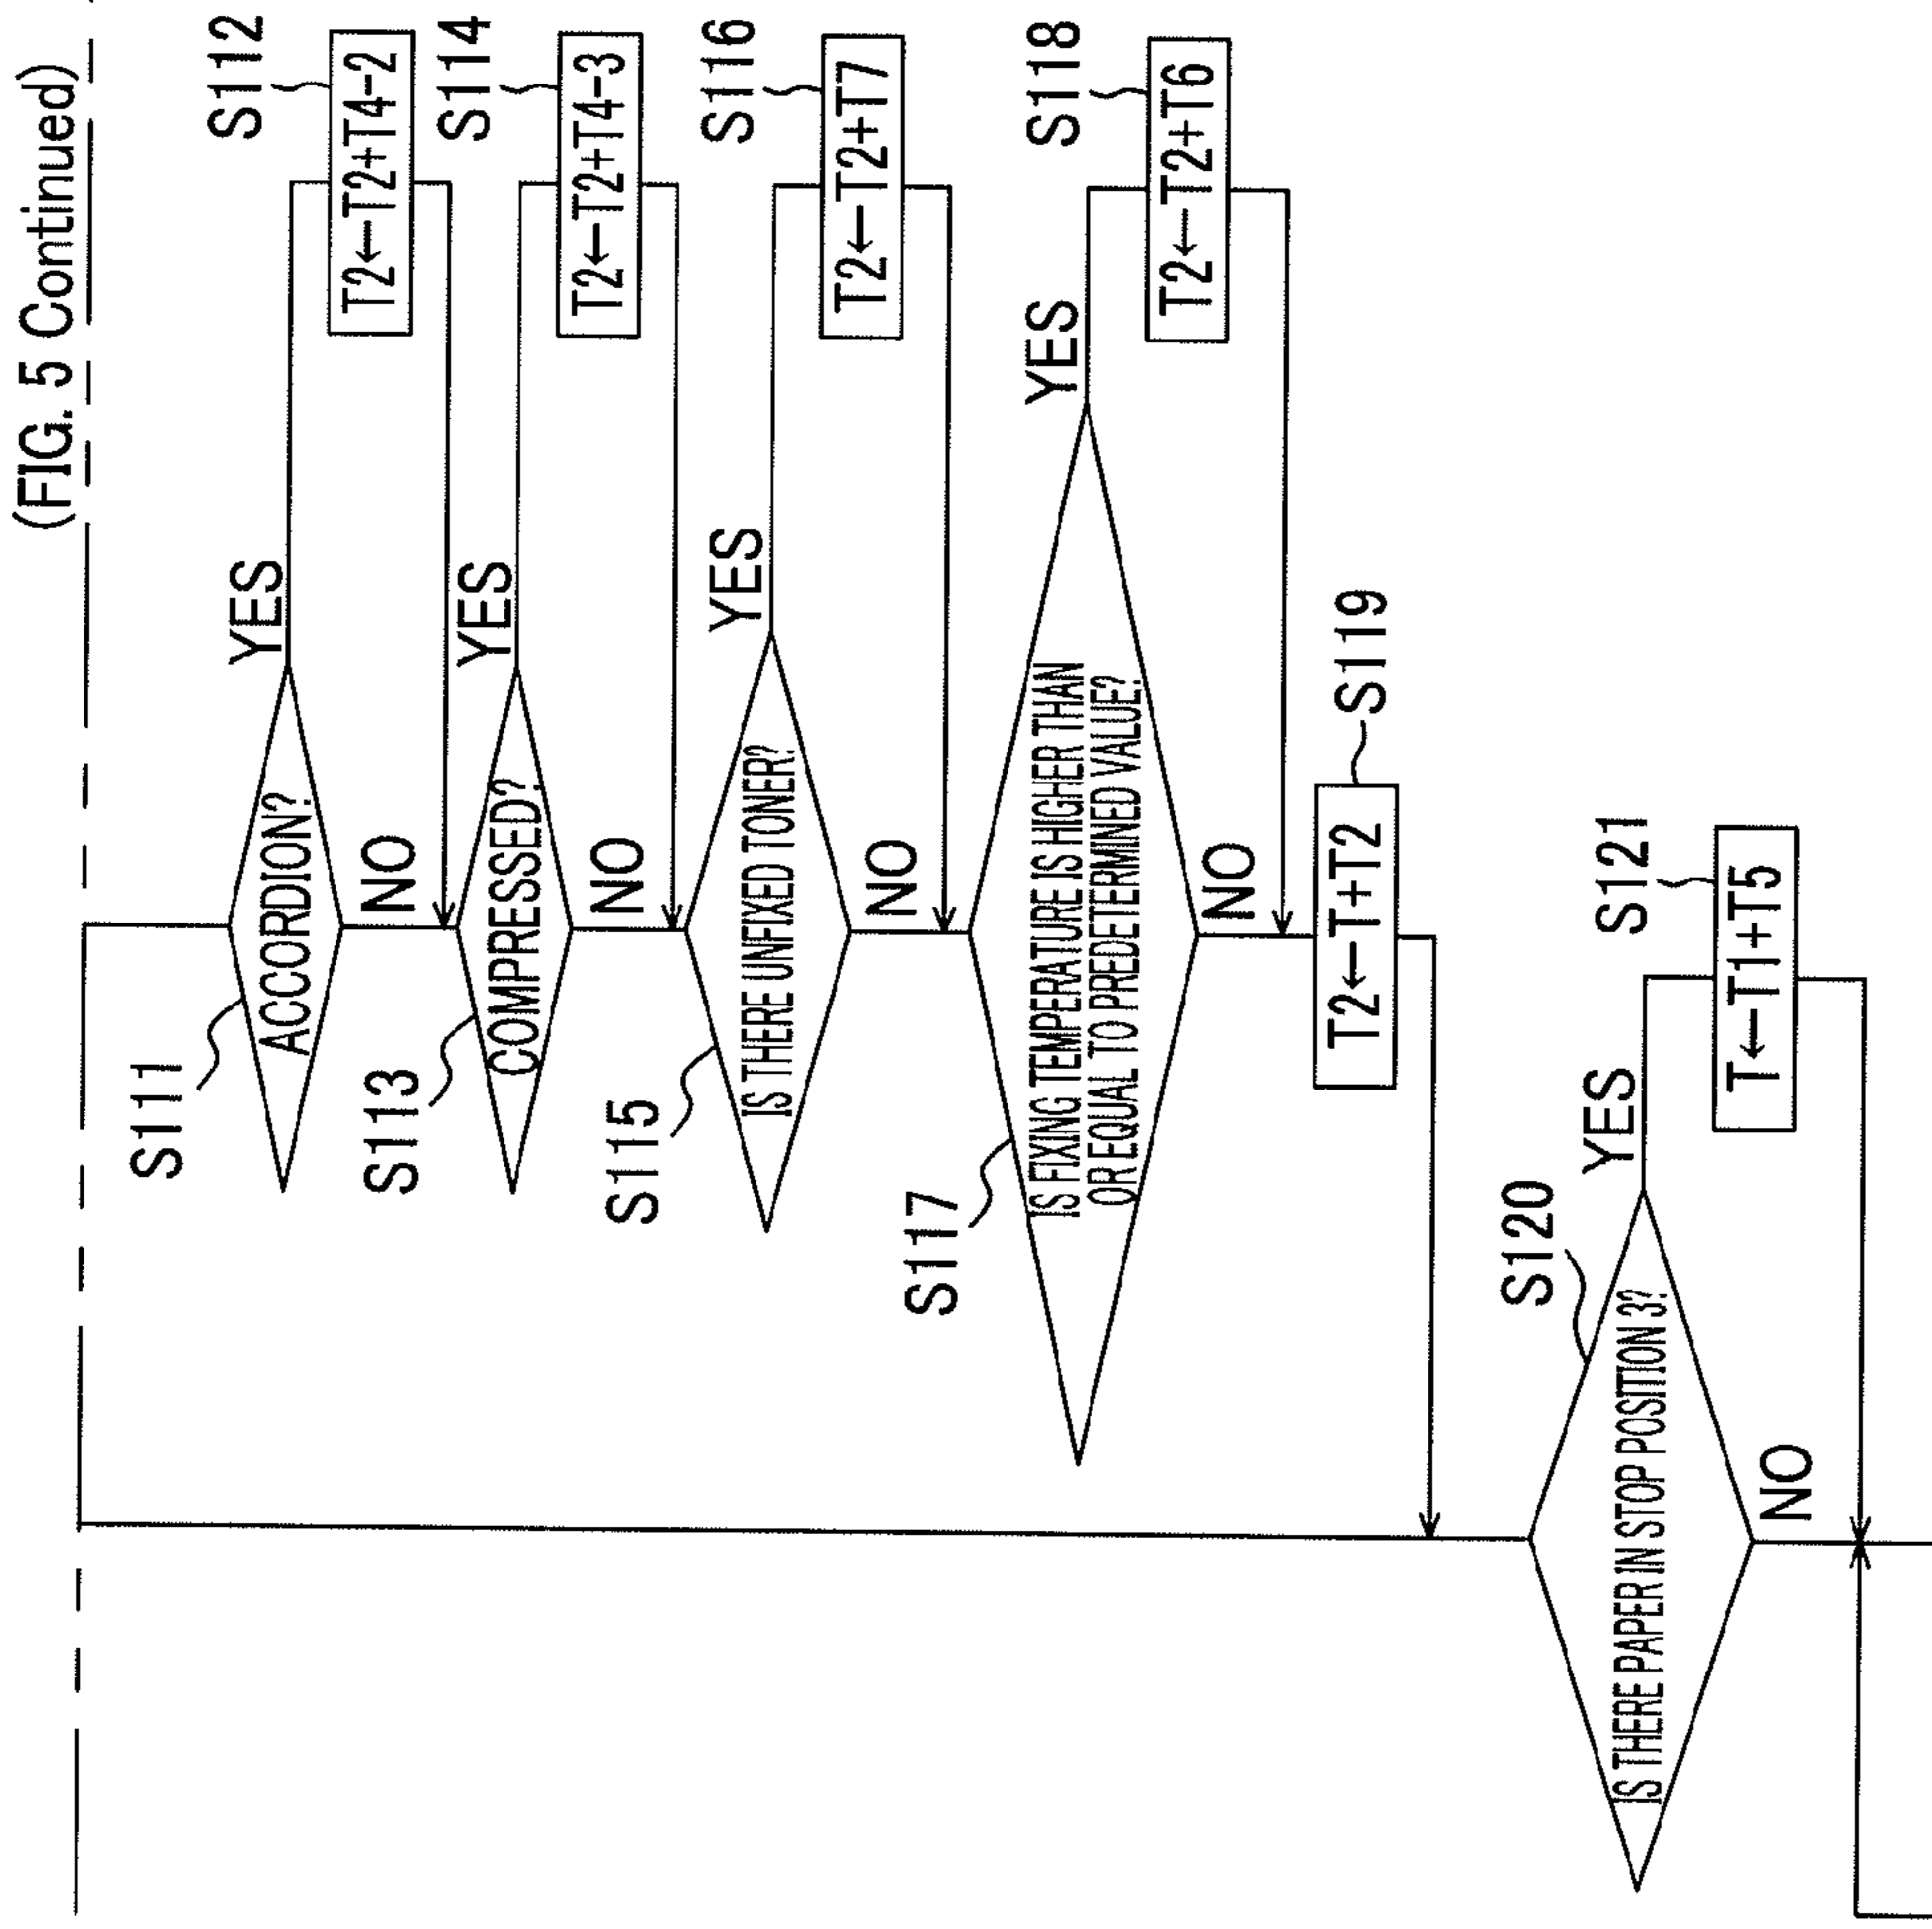 (FIG. 5 Continued)
S111
ACCORDION?
YES
NO
S112
T2←T2+T4-2
S113
COMPRESSED?
YES
NO
S114
T2←T2+T4-3
S115
IS THERE UNFIXED TONER?
YES
NO
S116
T2←T2+T7
S117
IS FIXING TEMPERATURE IS HIGHER THAN
OR EQUAL TO PREDETERMINED VALUE?
YES
NO
S118
T2←T2+T6
S119
T2←T+T2
S120
IS THERE PAPER IN STOP POSITION 3?
YES
NO
S121
T←T1+T5